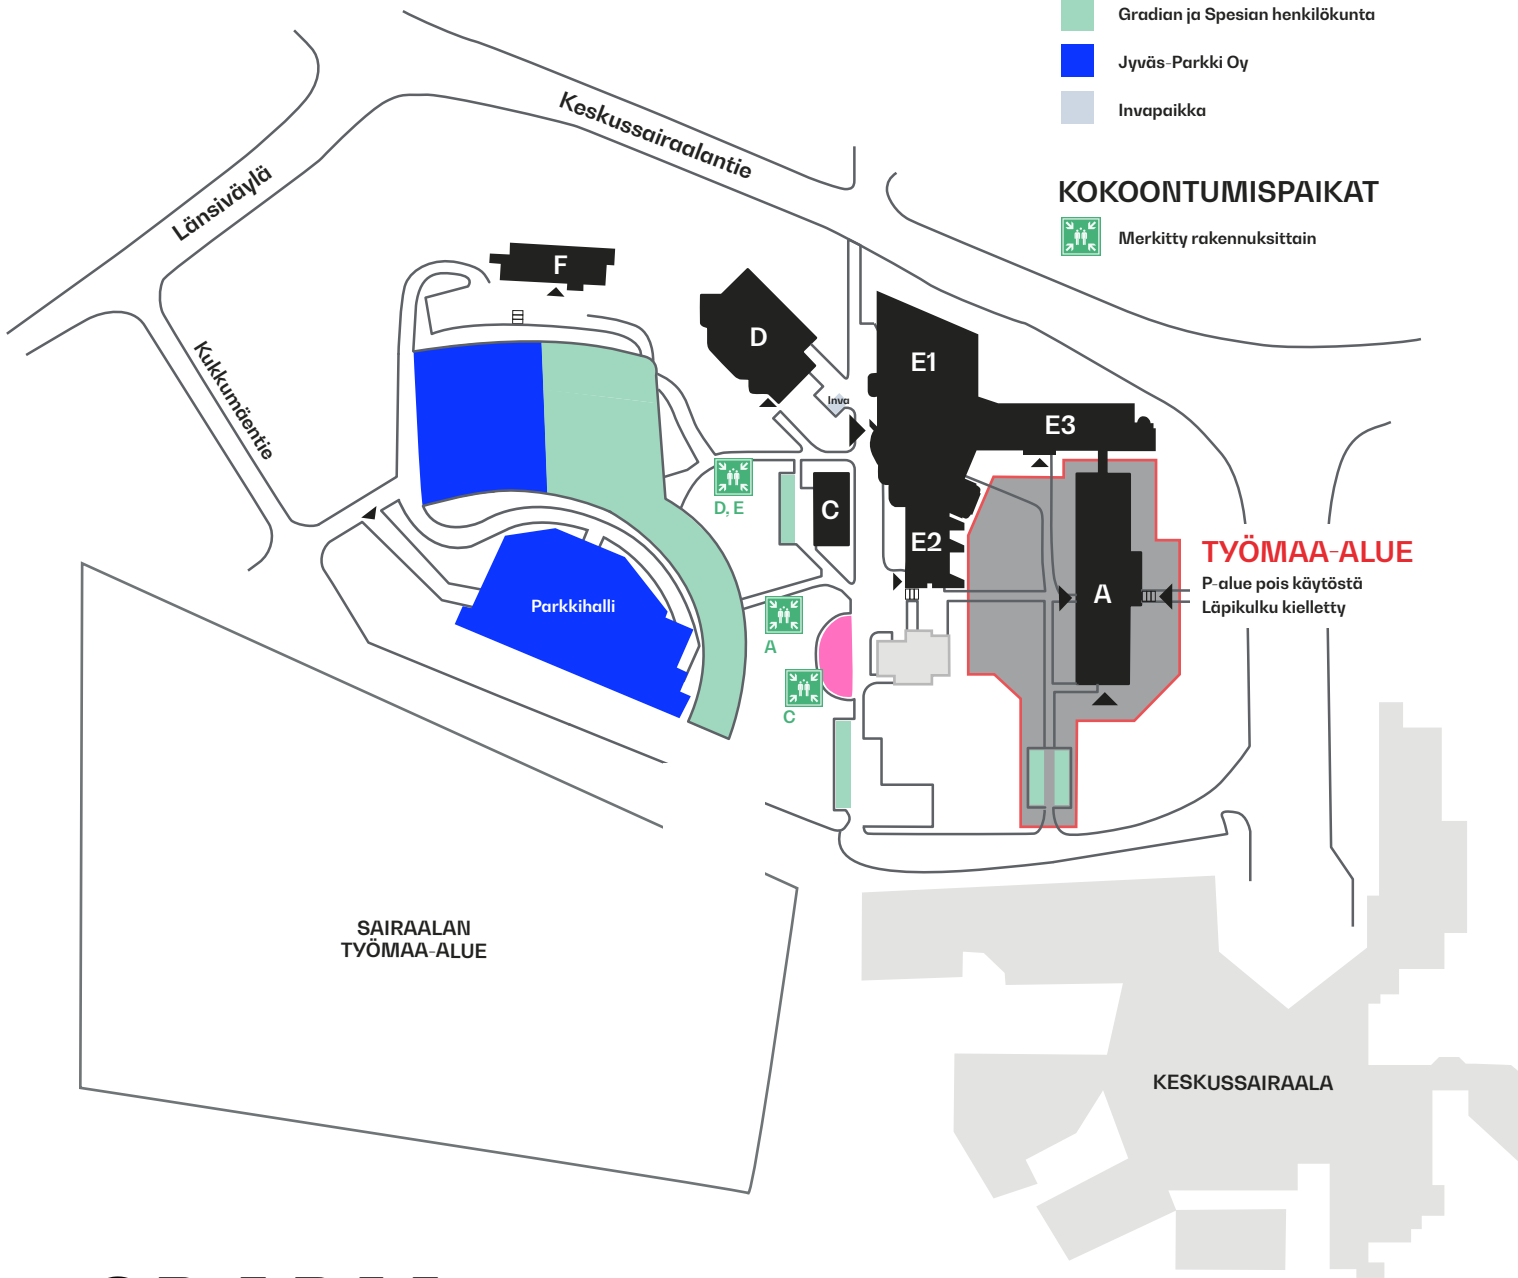 Gradian ja Spesian henkilökunta
Jyväs-Parkki Oy
Invapaikka
KOKOONTUMISPAIKAT
Merkitty rakennuksittain
Keskussairaalantie
Länsiväylä
Kukkumäentie
F
D
E1
Inva
E3
D, E
C
E2
TYÖMAA-ALUE
P-alue pois käytöstä
Läpikulku kielletty
A
Parkkihalli
A
C
SAIRAALAN
TYÖMAA-ALUE
KESKUSSAIRAALA